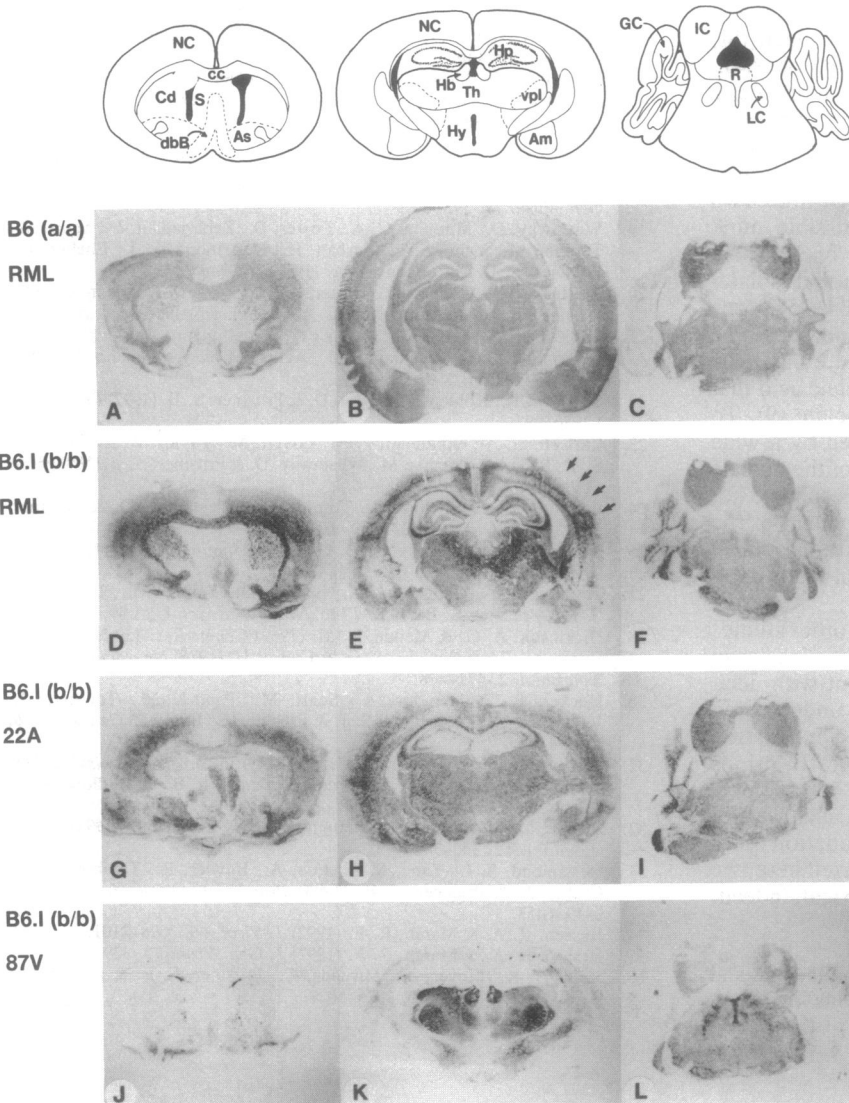 NC
CC
Cd
S
dbB
As
NC
Hp
Hb
Th
vpl
Hy
Am
GC
IC
R
LC
B6 (a/a)
RML
A
B
C
B6.I (b/b)
RML
D
E
F
B6.I (b/b)
22A
G
H
I
B6.I (b/b)
87V
J
K
L